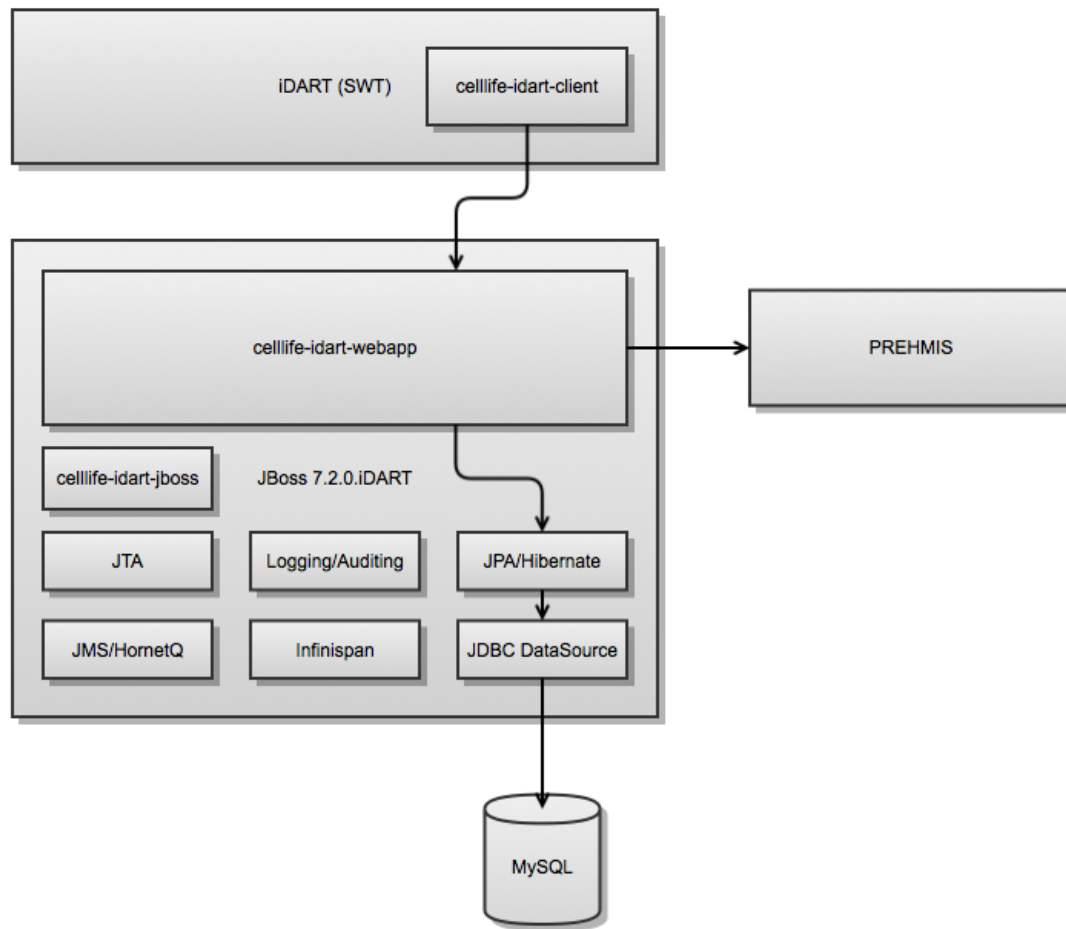 iDART (SWT)
celllife-idart-client
celllife-idart-webapp
PREHMIS
celllife-idart-jboss
JBoss 7.2.0.iDART
JTA
Logging/Auditing
JPA/Hibernate
JMS/HornetQ
Infinispan
JDBC DataSource
MySQL